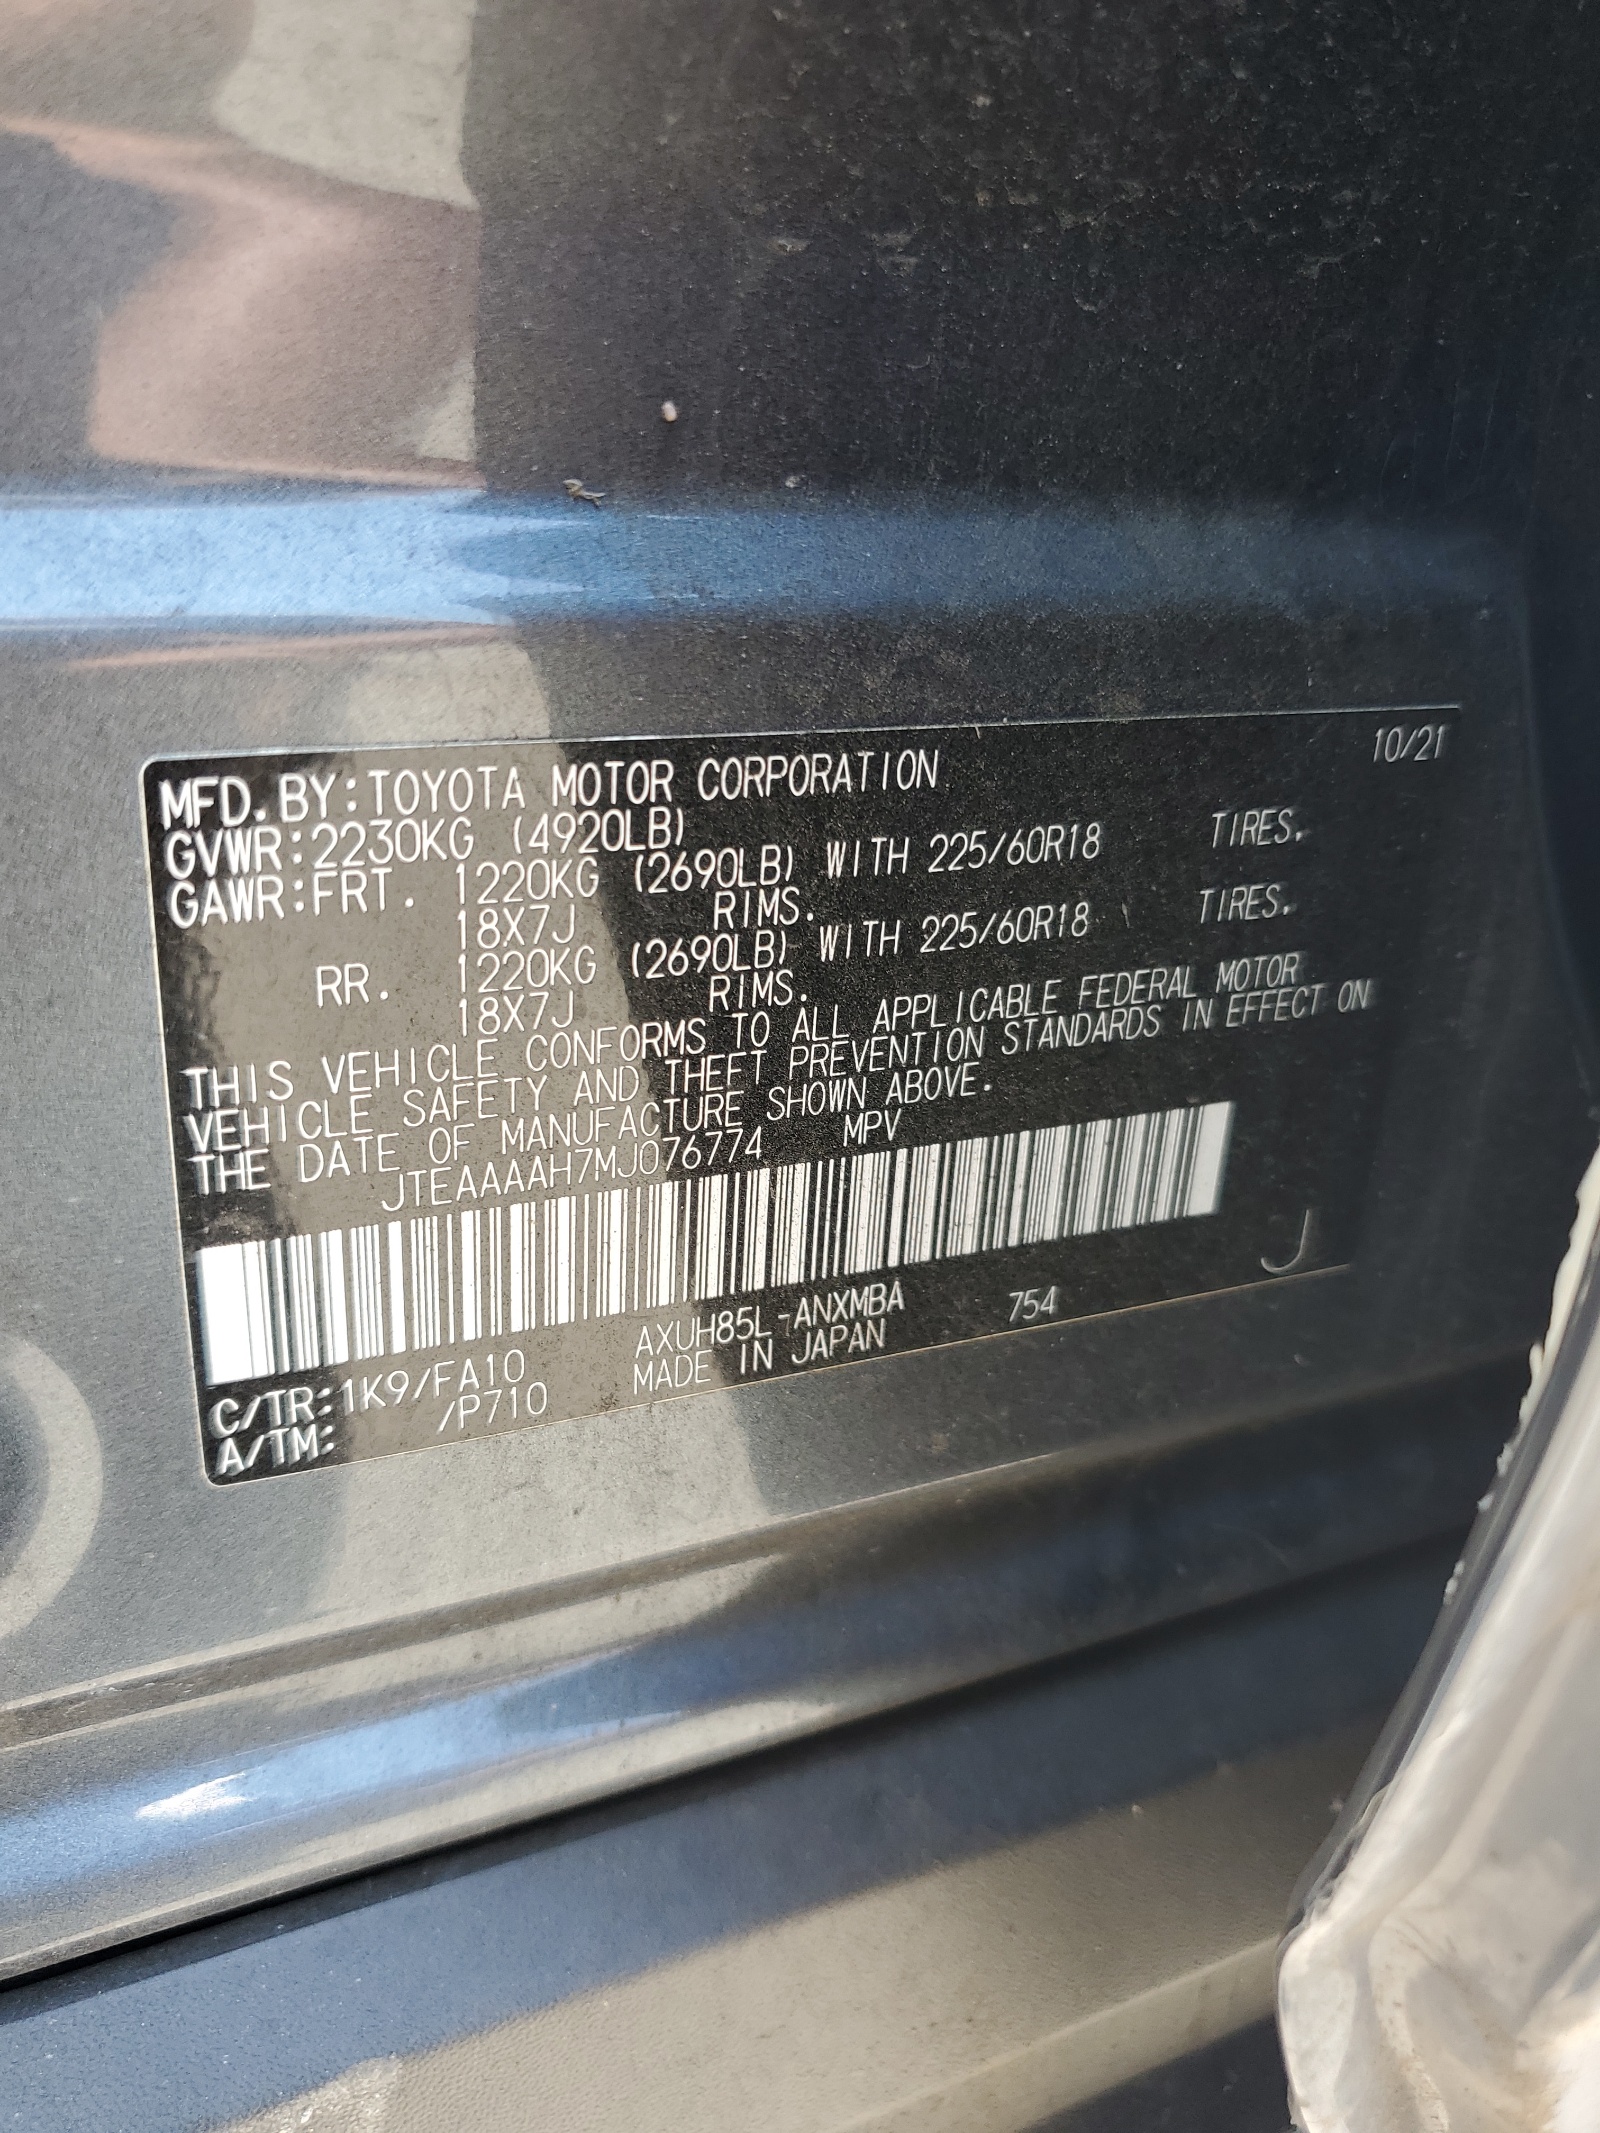 10/21
MFD. BY: TOYOTA MOTOR CORPORATION
GVWR: 2230KG (4920LB)
GAWR: FRT. 1220KG (2690LB) WITH 225/60R18 TIRES.
18X7J RIMS.
RR. 1220KG (2690LB) WITH 225/60R18 TIRES.
18X7J RIMS.
THIS VEHICLE CONFORMS TO ALL APPLICABLE FEDERAL MOTOR
VEHICLE SAFETY AND THEFT PREVENTION STANDARDS IN EFFECT ON
THE DATE OF MANUFACTURE SHOWN ABOVE.
JTEAAAAH7MJ076774 MPV
C/TR: 1K9/FA10 AXUH85L-ANXMBA 754 J
A/TM: /P710 MADE IN JAPAN